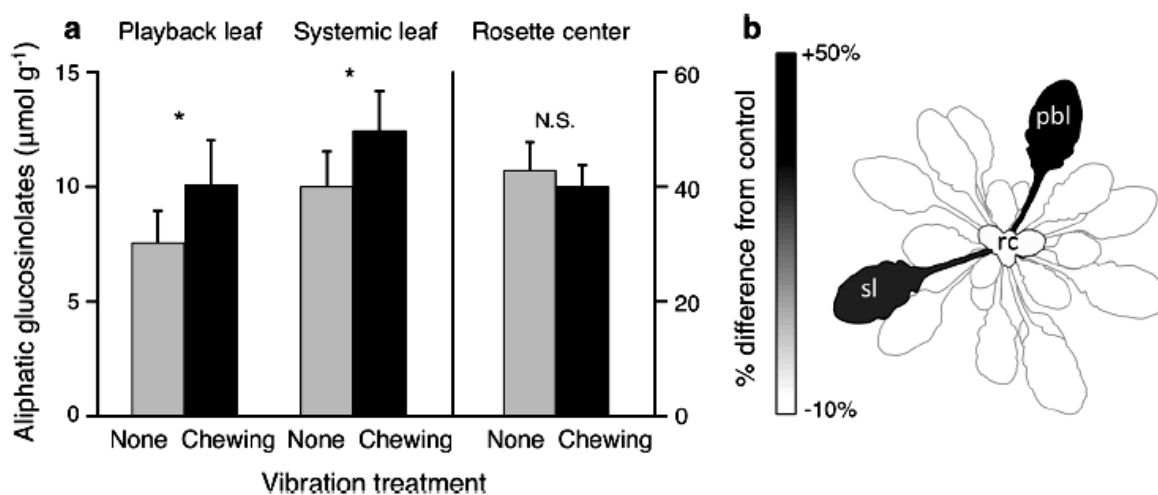 a Playback leaf Systemic leaf Rosette center
Aliphatic glucosinolates (µmol g⁻¹)
15
10
5
0
*
*
N.S.
60
40
20
0
None Chewing None Chewing None Chewing
Vibration treatment
b
% difference from control
+50%
-10%
pbl
rc
sl